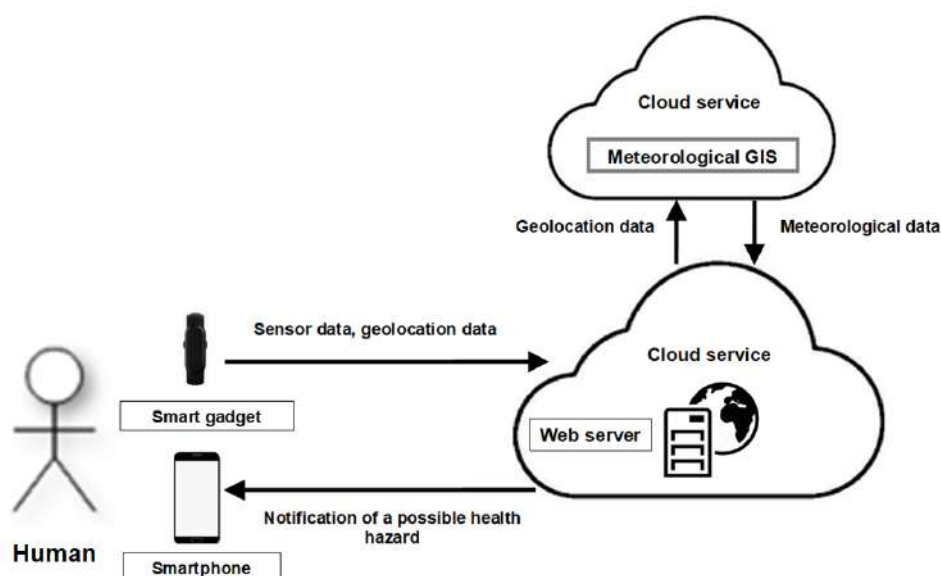 Cloud service
Meteorological GIS
Geolocation data
Meteorological data
Sensor data, geolocation data
Cloud service
Smart gadget
Web server
Notification of a possible health
hazard
Human
Smartphone